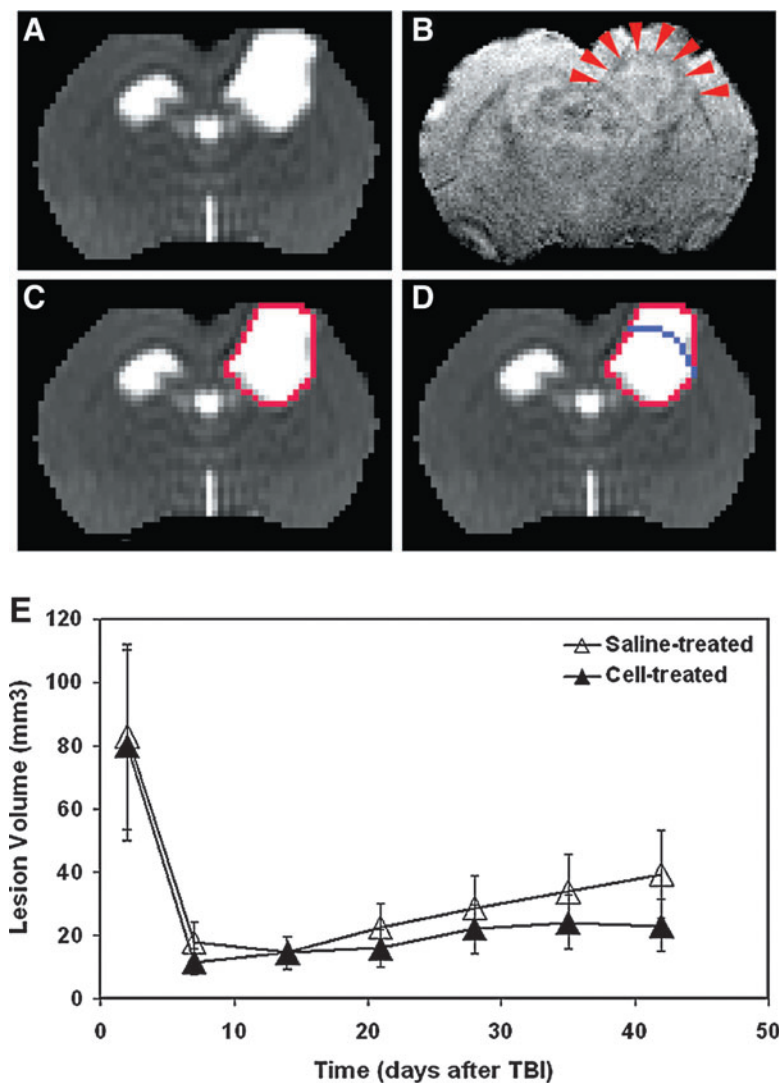 A
B
C
D
E
120
100
80
60
40
20
0
Lesion Volume (mm3)
Saline-treated
Cell-treated
0
10
20
30
40
50
Time (days after TBI)